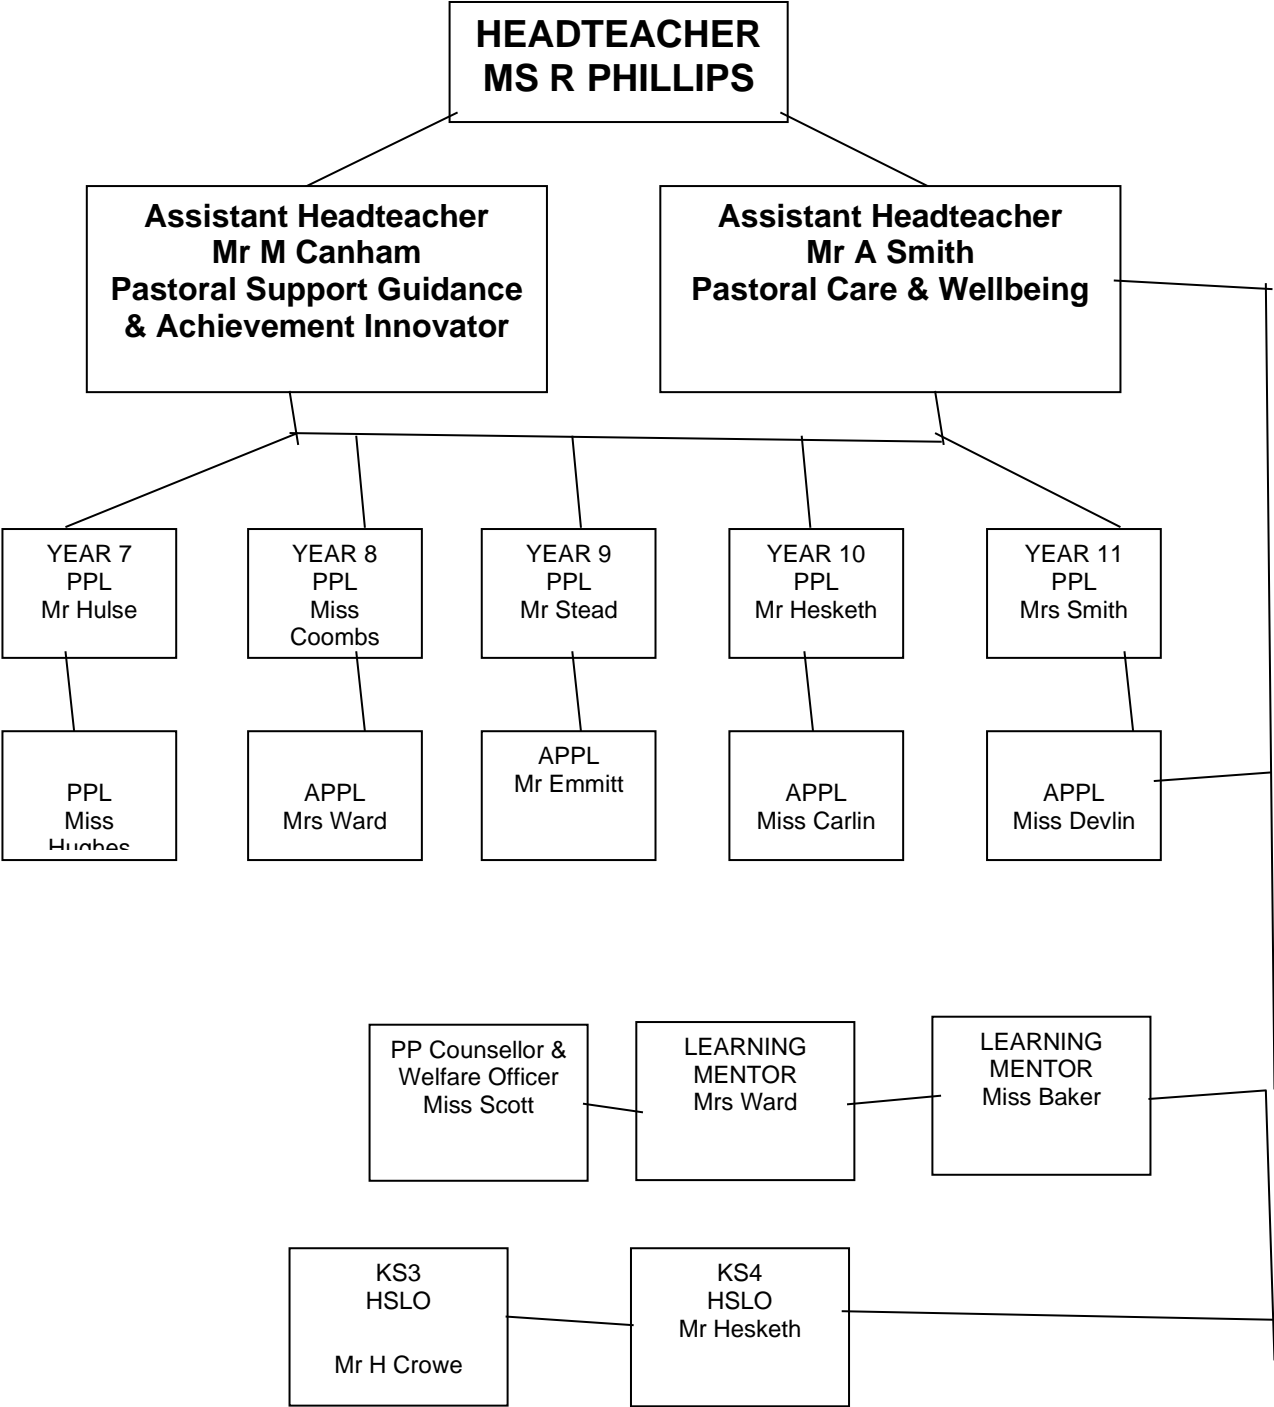 HEADTEACHER
MS R PHILLIPS
Assistant Headteacher
Mr M Canham
Pastoral Support Guidance
& Achievement Innovator
Assistant Headteacher
Mr A Smith
Pastoral Care & Wellbeing
YEAR 7
PPL
Mr Hulse
YEAR 8
PPL
Miss
Coombs
YEAR 9
PPL
Mr Stead
YEAR 10
PPL
Mr Hesketh
YEAR 11
PPL
Mrs Smith
PPL
Miss
Hughes
APPL
Mrs Ward
APPL
Mr Emmitt
APPL
Miss Carlin
APPL
Miss Devlin
PP Counsellor &
Welfare Officer
Miss Scott
LEARNING
MENTOR
Mrs Ward
LEARNING
MENTOR
Miss Baker
KS3
HSLO
Mr H Crowe
KS4
HSLO
Mr Hesketh